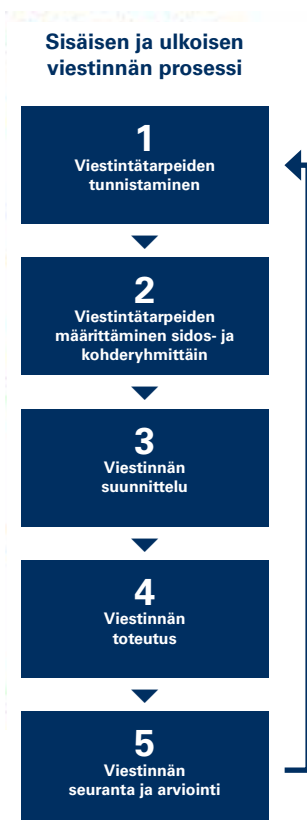 Sisäisen ja ulkoisen
viestinnän prosessi
1
Viestintätarpeiden
tunnistaminen
2
Viestintätarpeiden
määrittäminen sidos- ja
kohderyhmittäin
3
Viestinnän
suunnittelu
4
Viestinnän
toteutus
5
Viestinnän
seuranta ja arviointi